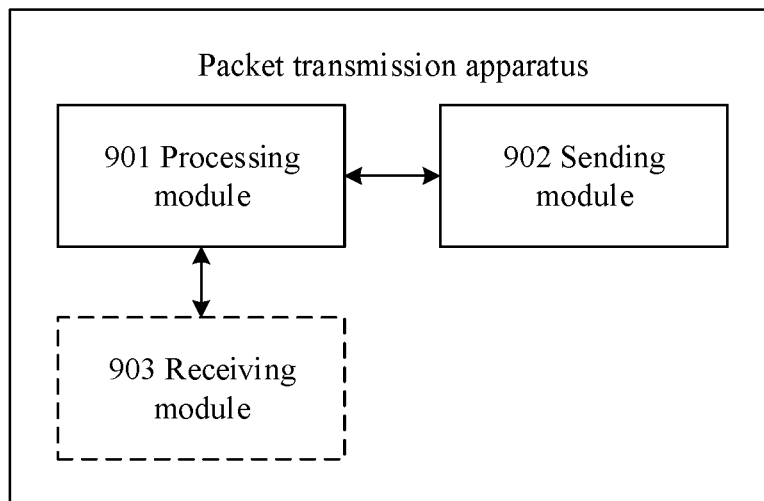 Packet transmission apparatus
901 Processing
module
902 Sending
module
903 Receiving
module